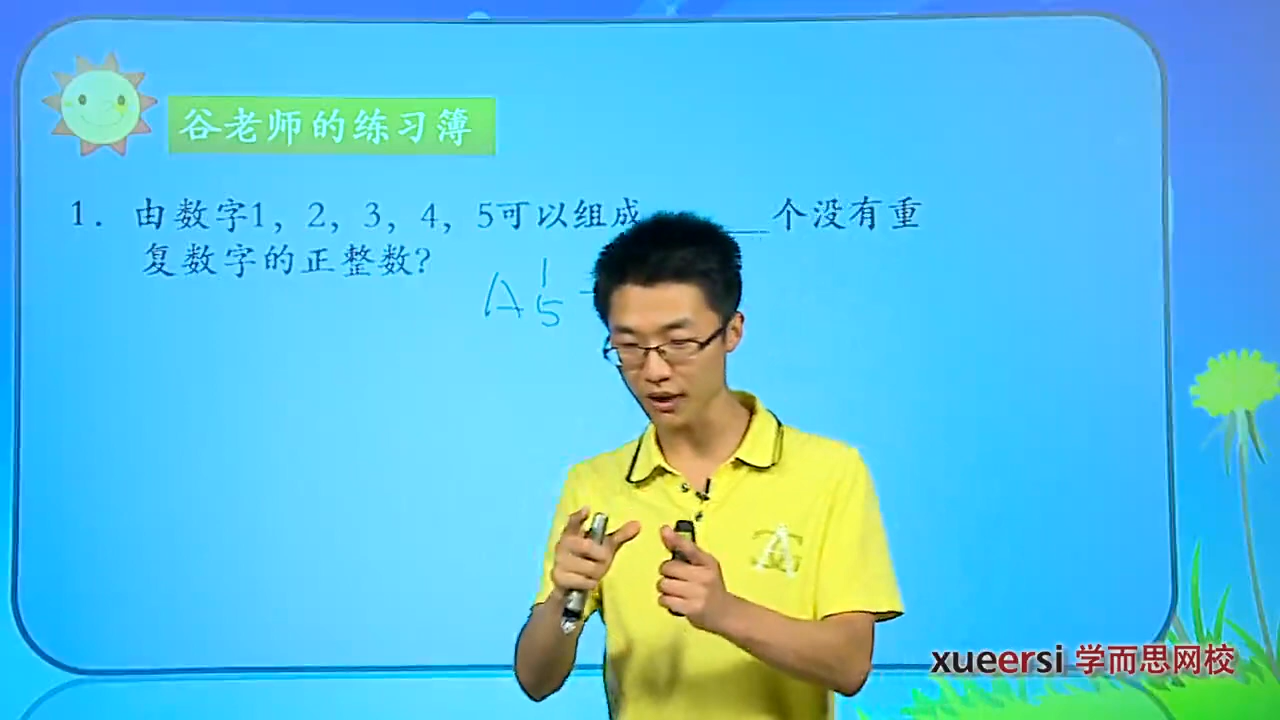 谷老师的练习簿
1. 由数字1, 2, 3, 4, 5可以组成____个没有重
复数字的正整数?
A 1 5
xueersi 学而思网校